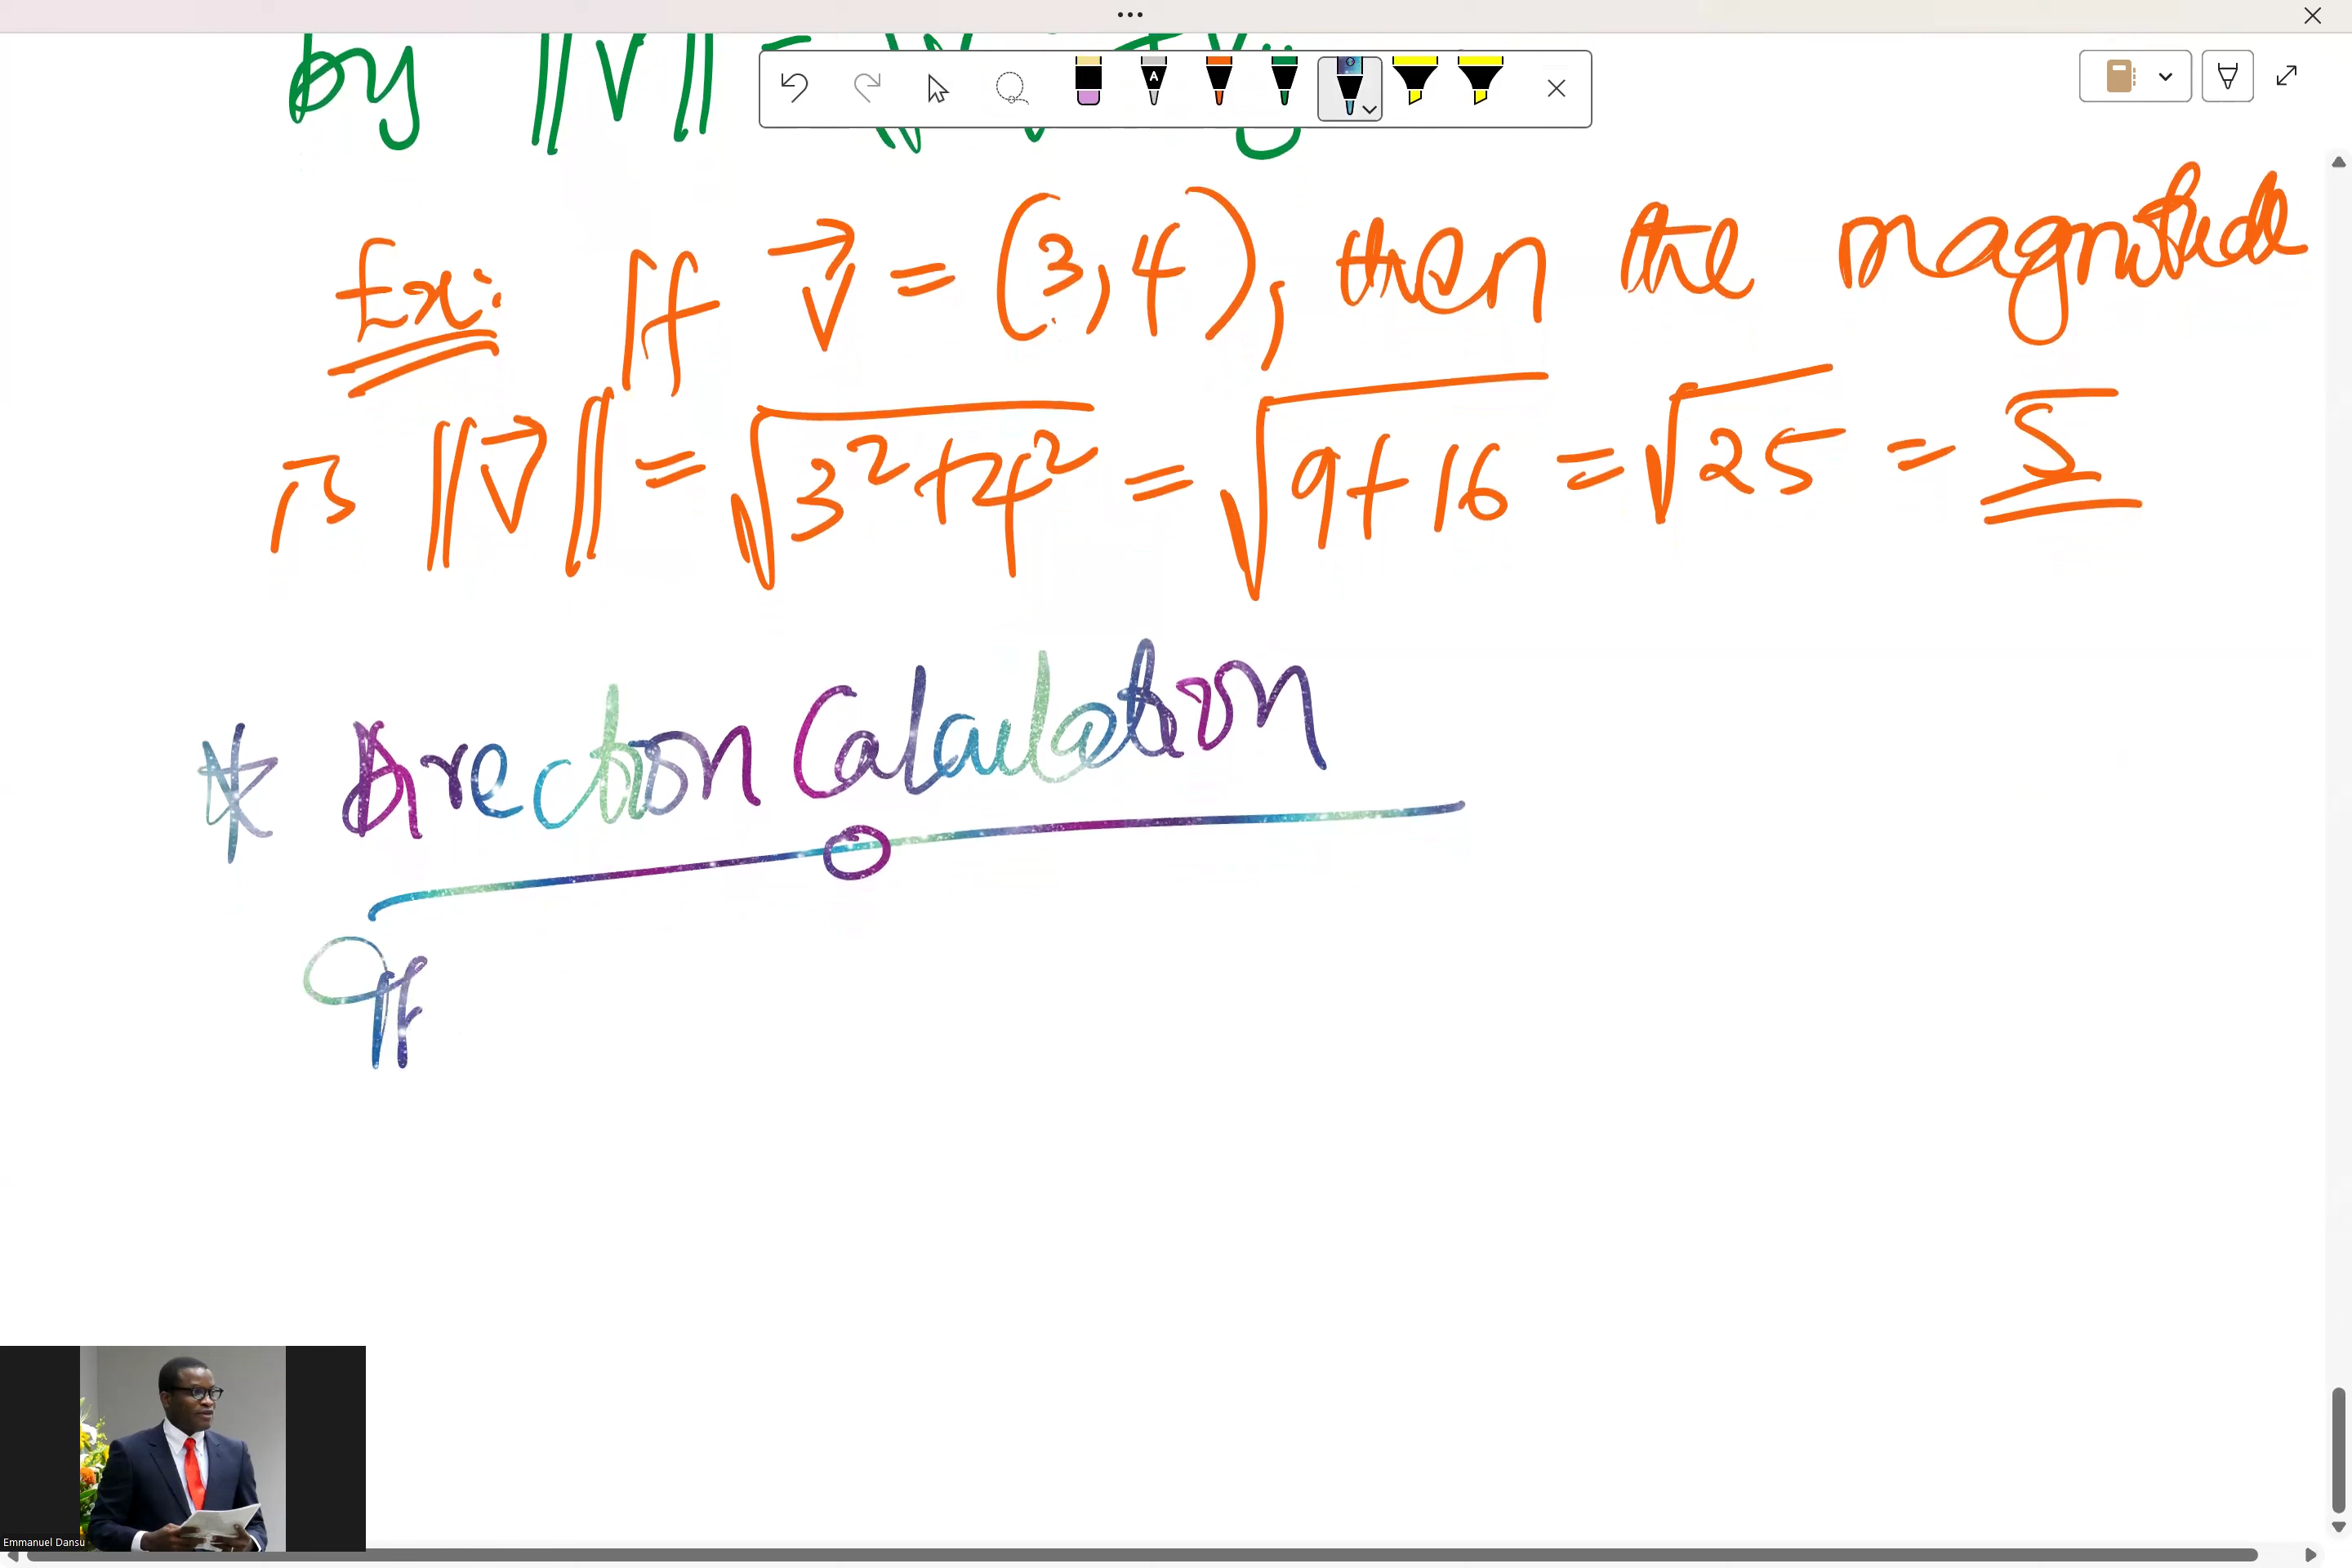 by ||V|| =
Ex: If V⃗ = (3, 4), then the magnitude
is ||V⃗|| = √(3² + 4²) = √(9 + 16) = √25 = 5
* Direction Calculation
Emmanuel Dansu